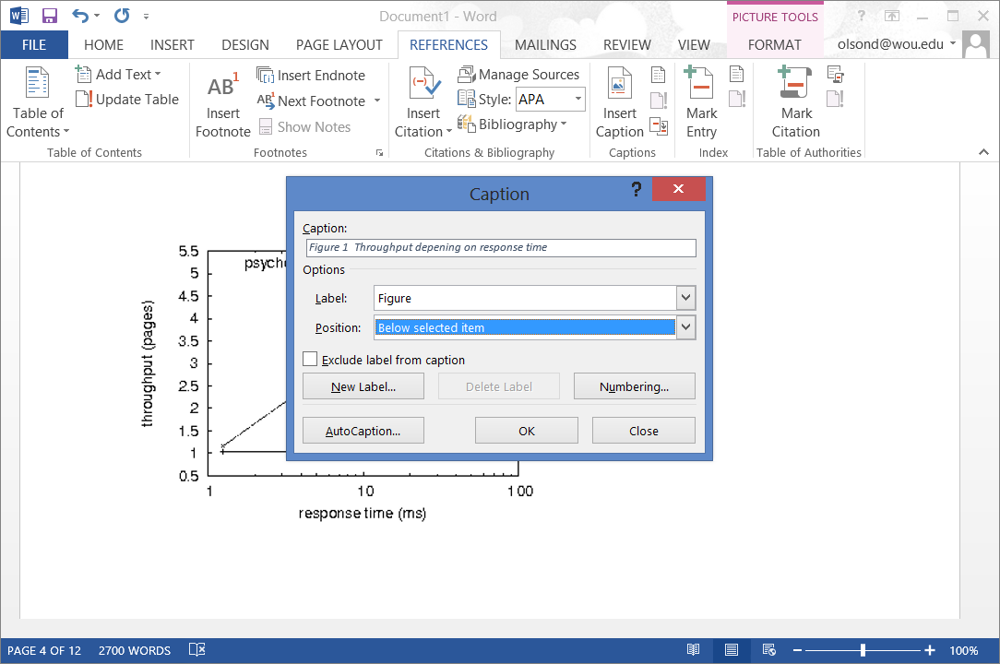 Document1 - Word
PICTURE TOOLS
?
FILE HOME INSERT DESIGN PAGE LAYOUT REFERENCES MAILINGS REVIEW VIEW FORMAT olsond@wou.edu
Table of Contents
Add Text
Update Table
Table of Contents
AB1
Insert Footnote
Insert Endnote
AB1 Next Footnote
Show Notes
Footnotes
Insert Citation
Manage Sources
Style: APA
Bibliography
Citations & Bibliography
Insert Caption
Captions
Mark Entry
Index
Mark Citation
Table of Authorities
Caption
?
Caption:
Figure 1 Throughput depening on response time
Options
Label: Figure
Position: Below selected item
Exclude label from caption
New Label... Delete Label Numbering...
AutoCaption... OK Close
throughput (pages)
5.5
5
4.5
4
3.5
3
2.5
2
1.5
1
0.5
1 10 100
response time (ms)
PAGE 4 OF 12 2700 WORDS 100%